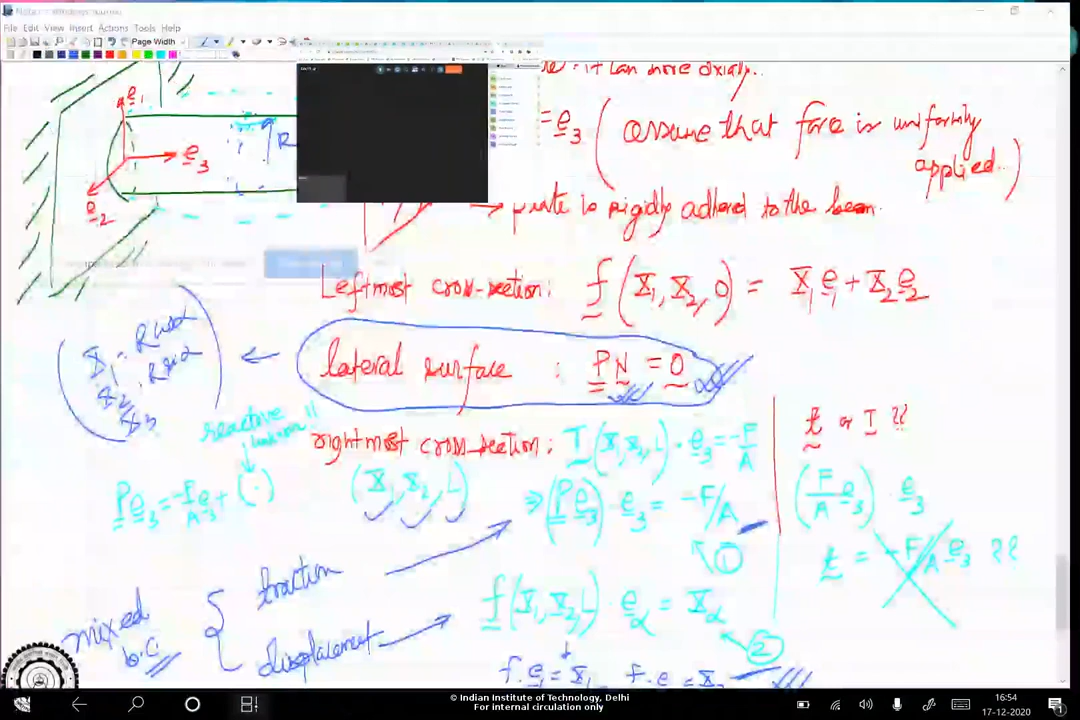 File Edit View Insert Actions Tools Help
Page Width
: it can move axially..
e1
e3
e2
R
= e3 ( assume that force is uniformly
applied.. )
→ plate is rigidly adhered to the beam.
Leftmost cross-section: f (X1, X2, 0) = X1 e1 + X2 e2
lateral surface : P N = 0
reactive
rightmost cross-section: T (X1, X2, L) · e3 = -F/A
t or T ??
P e3 = -F/A e3 + (·)
(X1, X2, L)
⇒ (P e3) · e3 = -F/A
(F/A e3) · e3
①
t = -F/A e3 ??
mixed b.c.
traction
displacement
f (X1, X2, L) · eα = Xα
②
f · e1 = X1
© Indian Institute of Technology, Delhi
For internal circulation only
16:54
17-12-2020